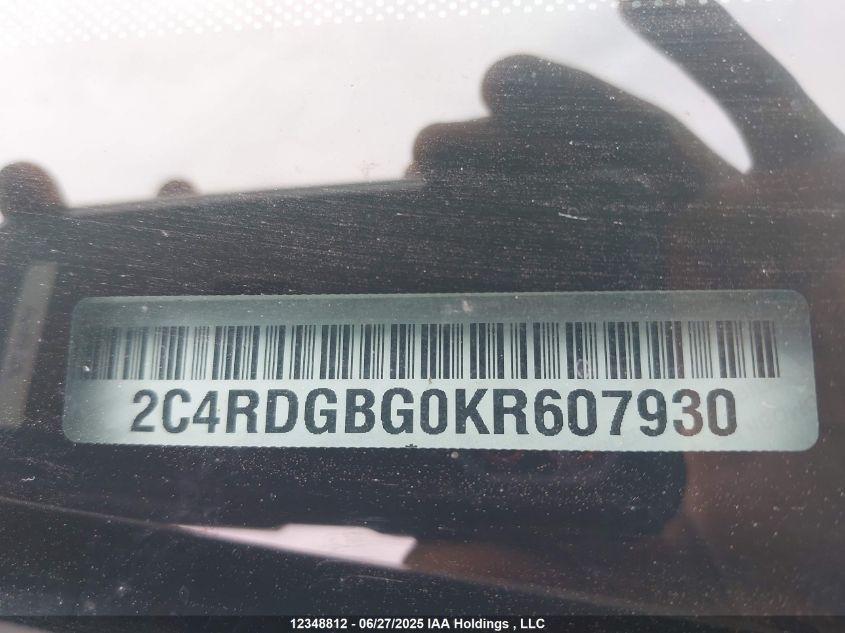 2C4RDGBG0KR607930
12348812 - 06/27/2025 IAA Holdings , LLC